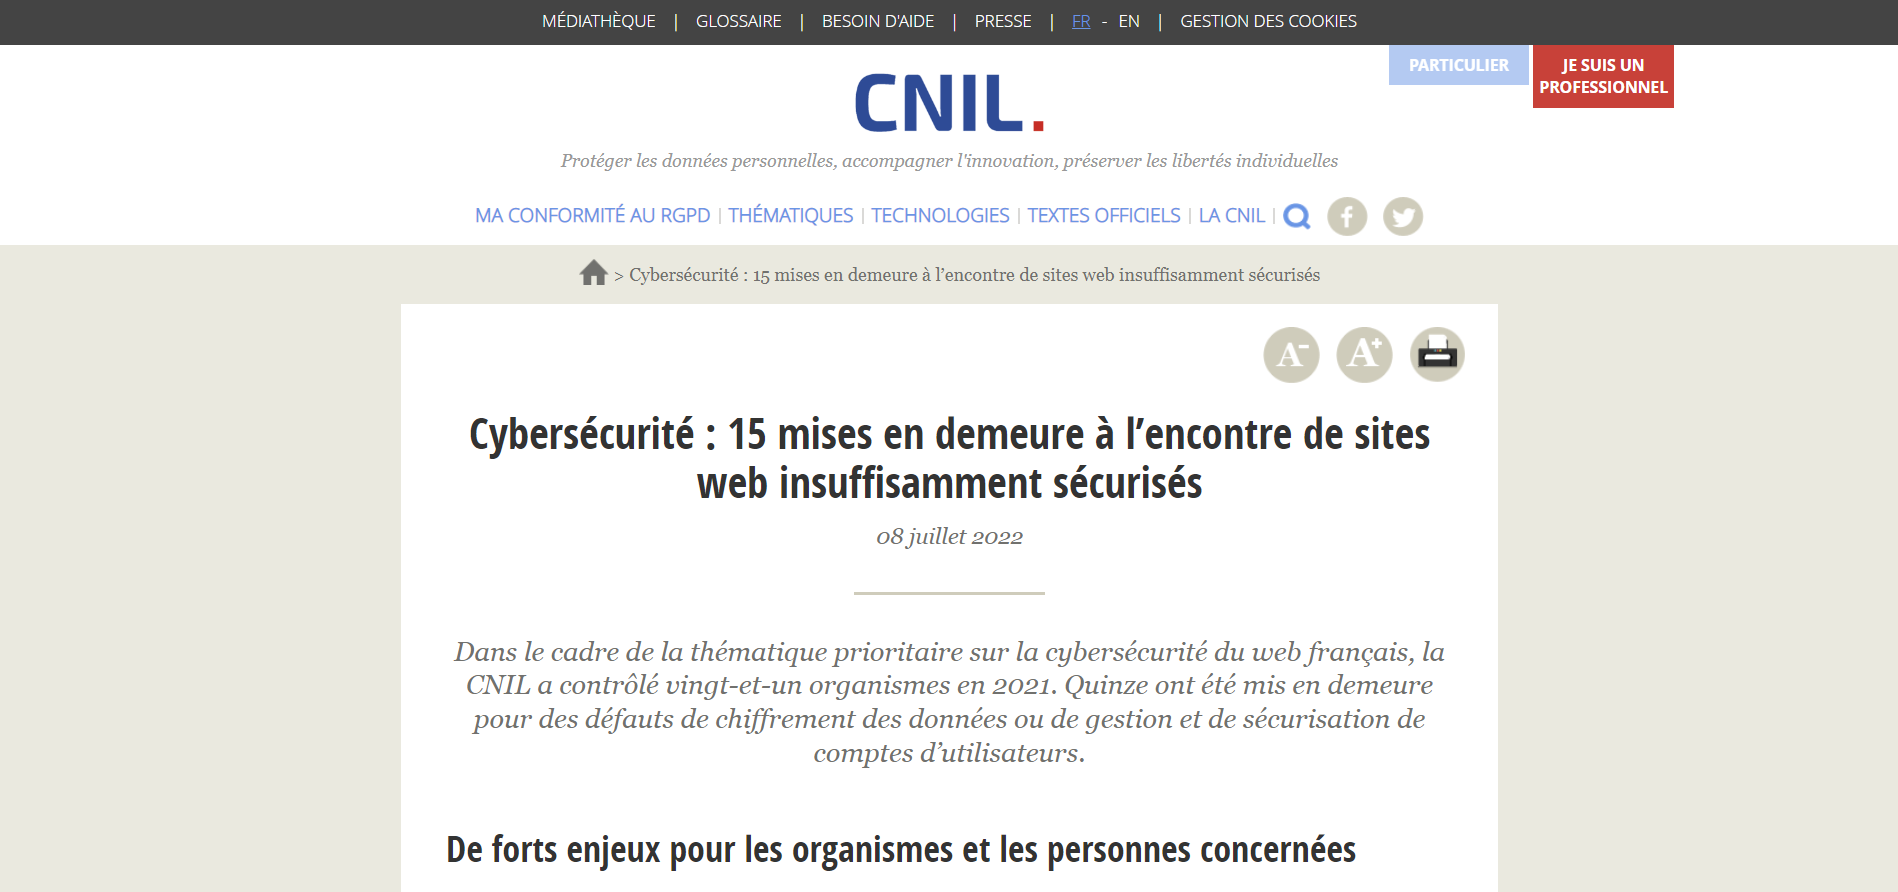 MÉDIATHÈQUE | GLOSSAIRE | BESOIN D'AIDE | PRESSE | FR - EN | GESTION DES COOKIES
PARTICULIER
JE SUIS UN
PROFESSIONNEL
CNIL.
Protéger les données personnelles, accompagner l'innovation, préserver les libertés individuelles
MA CONFORMITÉ AU RGPD | THÉMATIQUES | TECHNOLOGIES | TEXTES OFFICIELS | LA CNIL |
> Cybersécurité : 15 mises en demeure à l’encontre de sites web insuffisamment sécurisés
A- A+
Cybersécurité : 15 mises en demeure à l’encontre de sites
web insuffisamment sécurisés
08 juillet 2022
Dans le cadre de la thématique prioritaire sur la cybersécurité du web français, la
CNIL a contrôlé vingt-et-un organismes en 2021. Quinze ont été mis en demeure
pour des défauts de chiffrement des données ou de gestion et de sécurisation de
comptes d’utilisateurs.
De forts enjeux pour les organismes et les personnes concernées